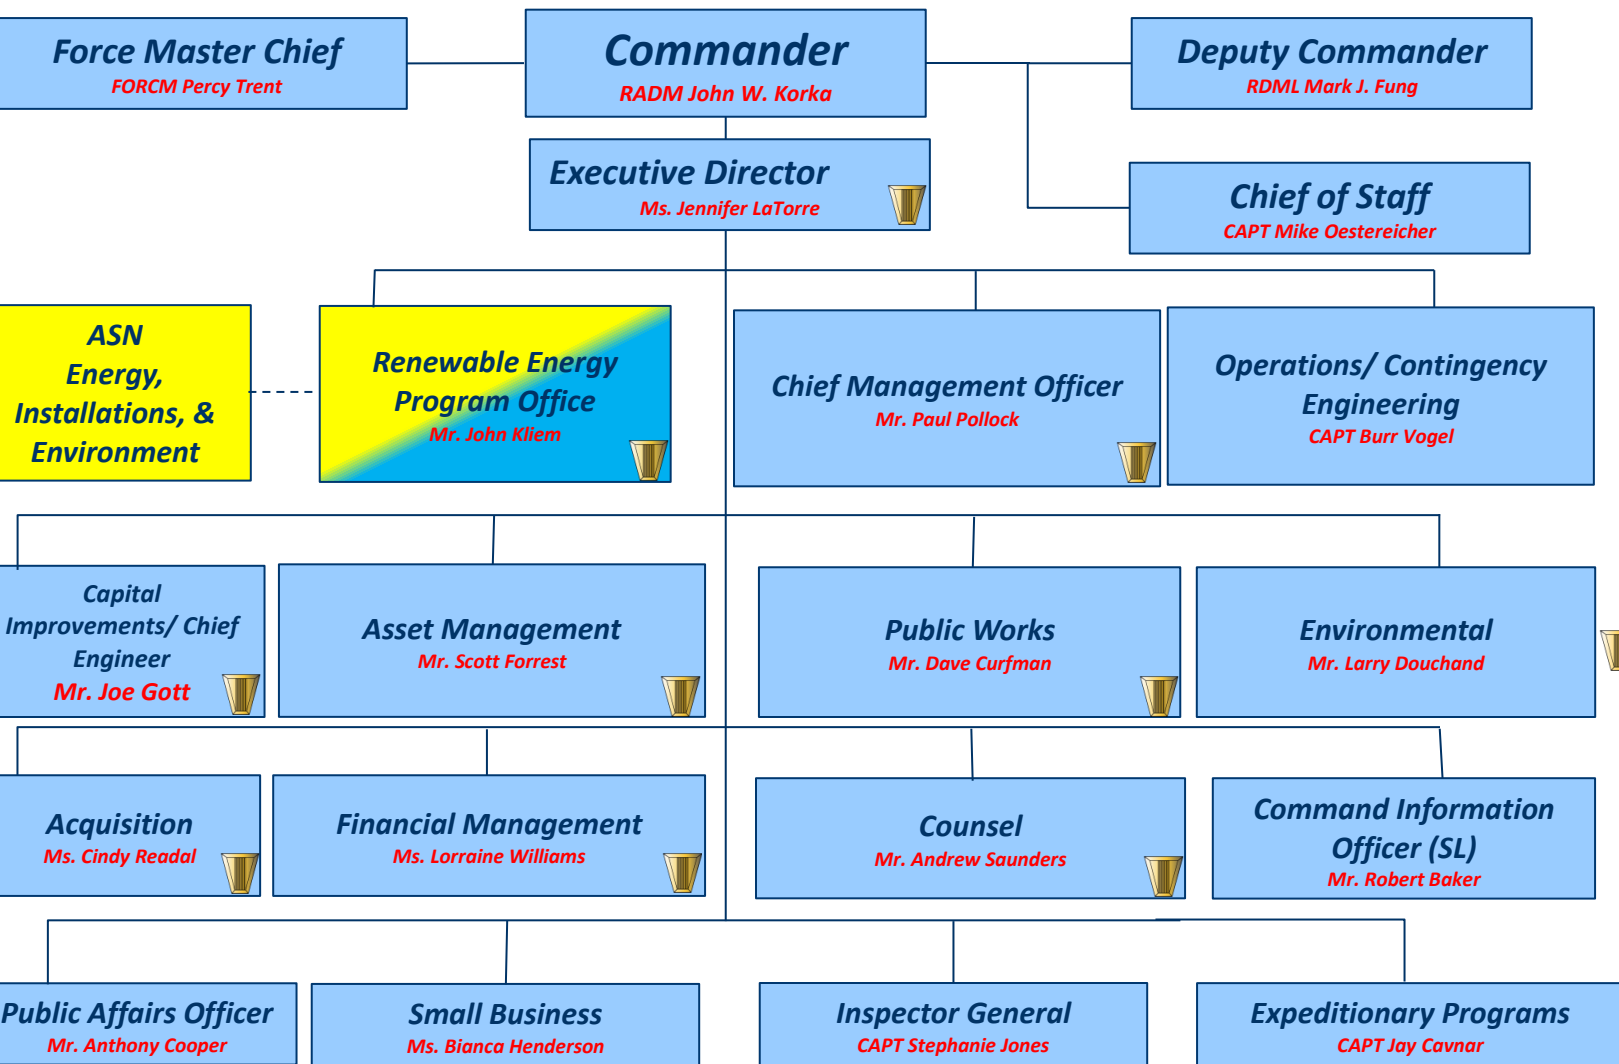 Force Master Chief
FORCM Percy Trent
Commander
RADM John W. Korka
Deputy Commander
RDML Mark J. Fung
Executive Director
Ms. Jennifer LaTorre
Chief of Staff
CAPT Mike Oestereicher
ASN
Energy,
Installations, &
Environment
Renewable Energy
Program Office
Mr. John Kliem
Chief Management Officer
Mr. Paul Pollock
Operations/ Contingency
Engineering
CAPT Burr Vogel
Capital
Improvements/ Chief
Engineer
Mr. Joe Gott
Asset Management
Mr. Scott Forrest
Public Works
Mr. Dave Curfman
Environmental
Mr. Larry Douchand
Acquisition
Ms. Cindy Readal
Financial Management
Ms. Lorraine Williams
Counsel
Mr. Andrew Saunders
Command Information
Officer (SL)
Mr. Robert Baker
Public Affairs Officer
Mr. Anthony Cooper
Small Business
Ms. Bianca Henderson
Inspector General
CAPT Stephanie Jones
Expeditionary Programs
CAPT Jay Cavnar